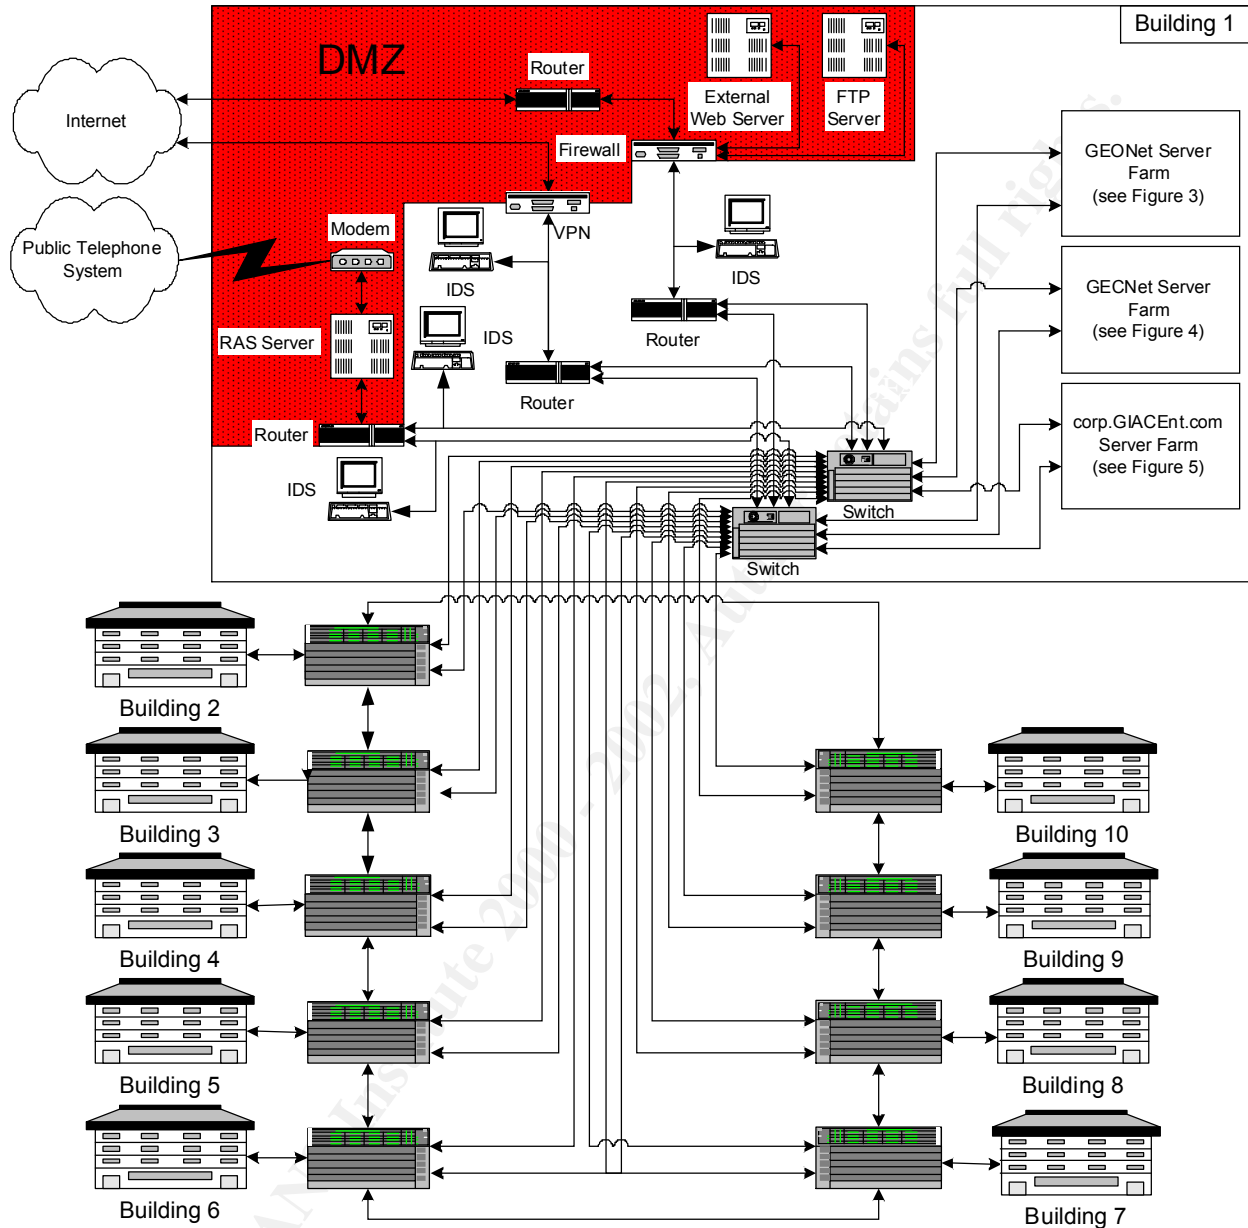 Building 1
DMZ
Router
External
Web Server
FTP
Server
Internet
Firewall
GEONet Server
Farm
(see Figure 3)
VPN
Modem
Public Telephone
System
IDS
IDS
GECNet Server
Farm
(see Figure 4)
IDS
RAS Server
Router
Router
corp.GIACEnt.com
Server Farm
(see Figure 5)
Router
IDS
Switch
Switch
Building 2
Building 3
Building 10
Building 4
Building 9
Building 5
Building 8
Building 6
Building 7
2000 - 2002,